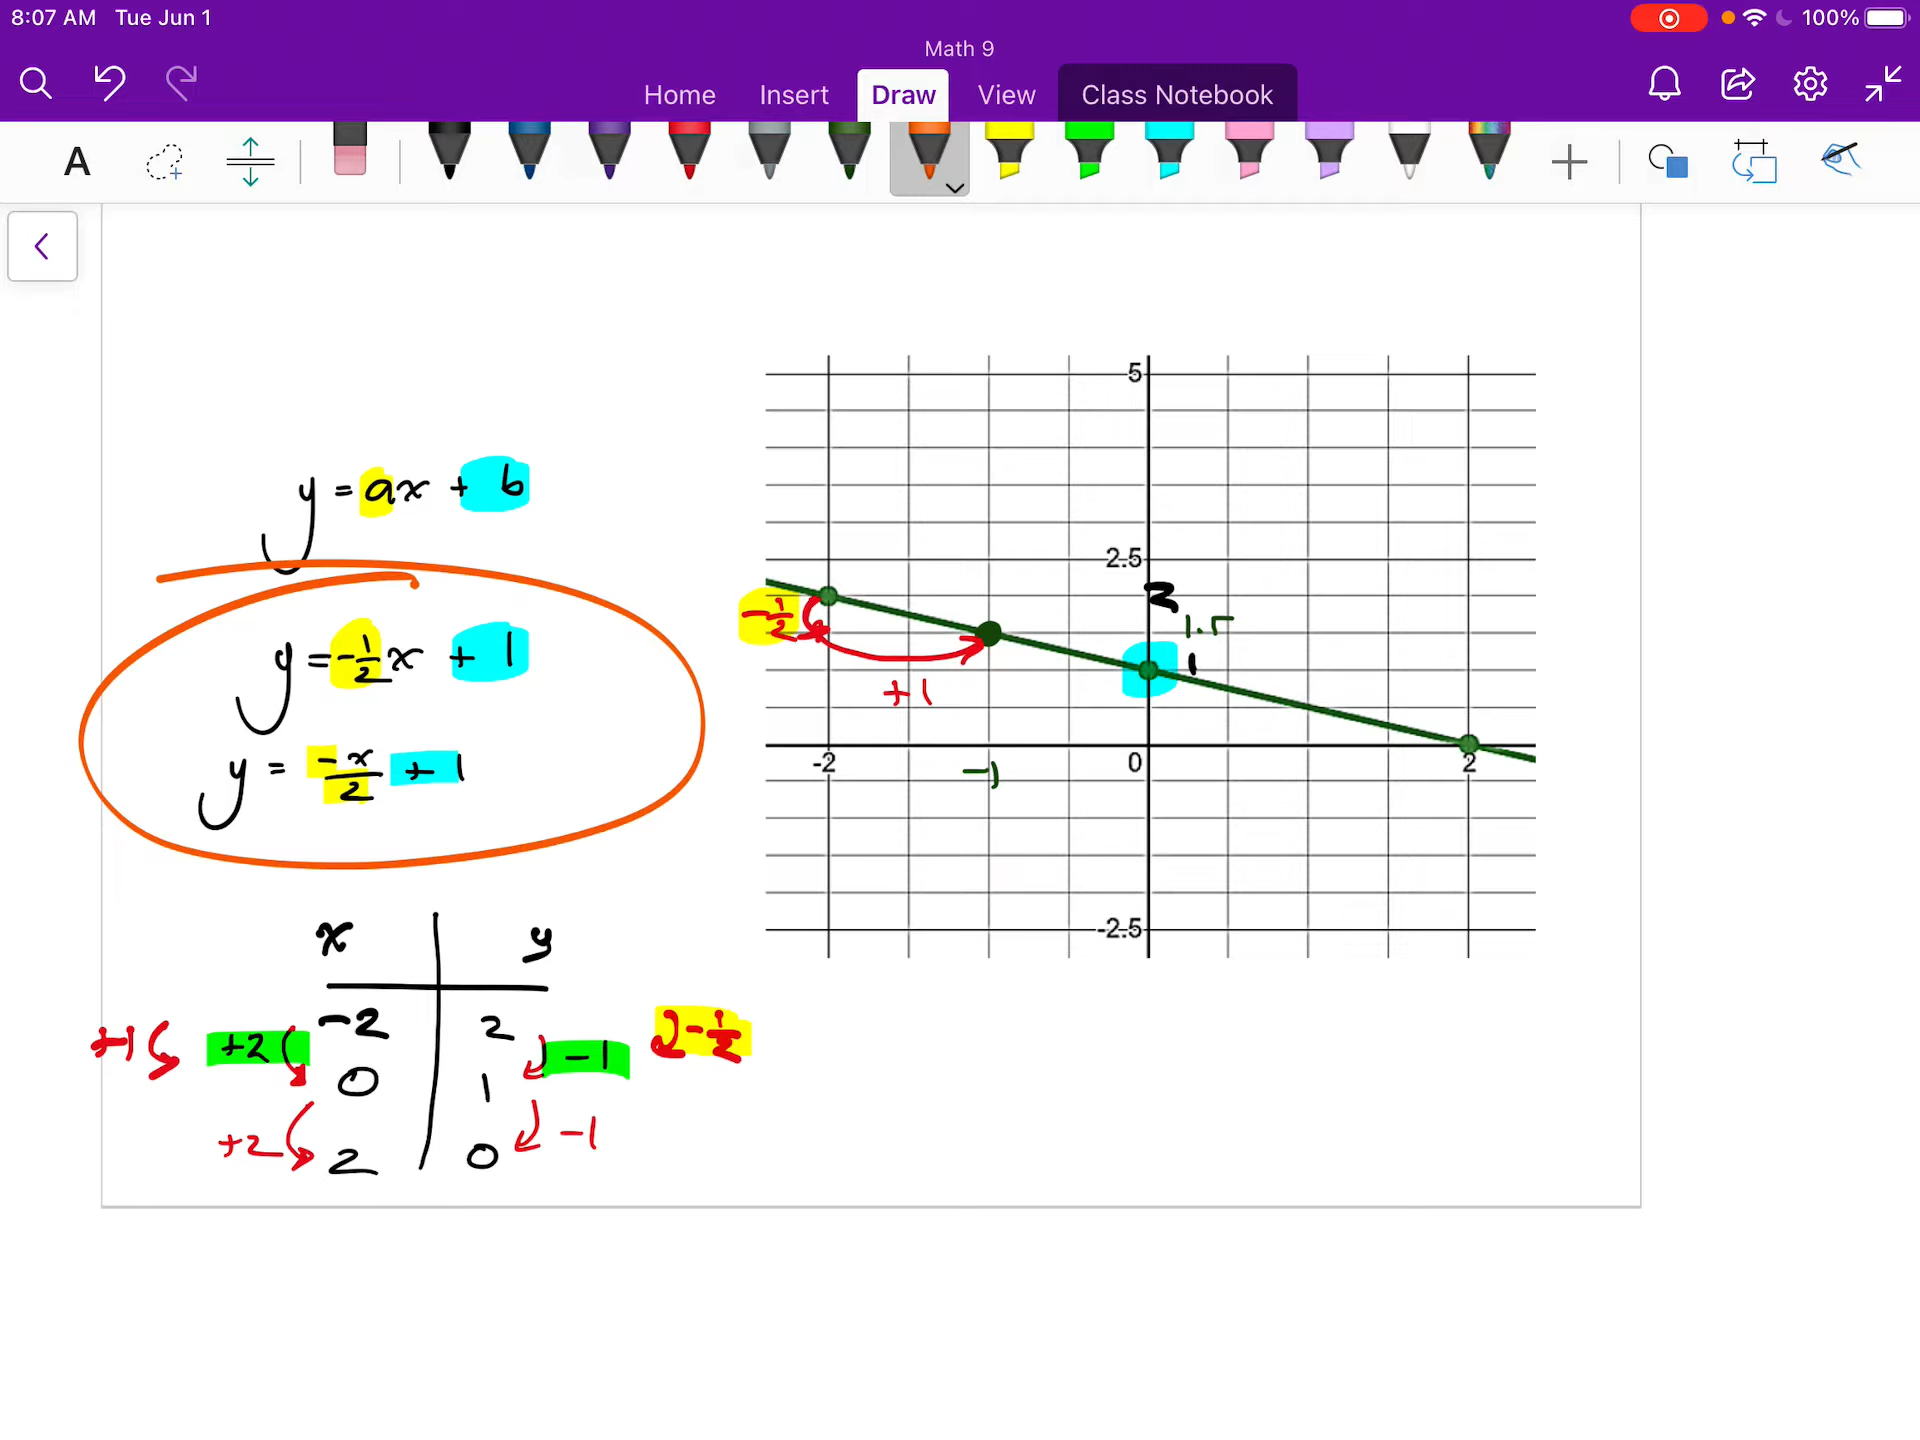 8:07 AM Tue Jun 1
100%
Math 9
Home Insert Draw View Class Notebook
A
y = ax + b
y = -1/2 x + 1
y = -x/2 + 1
x y
-2 2
0 1
2 0
+1 +2 -1 -1/2
+2 -1
5
2.5
2
1.5
1
-1/2
+1
-2 -1 0 2
-2.5